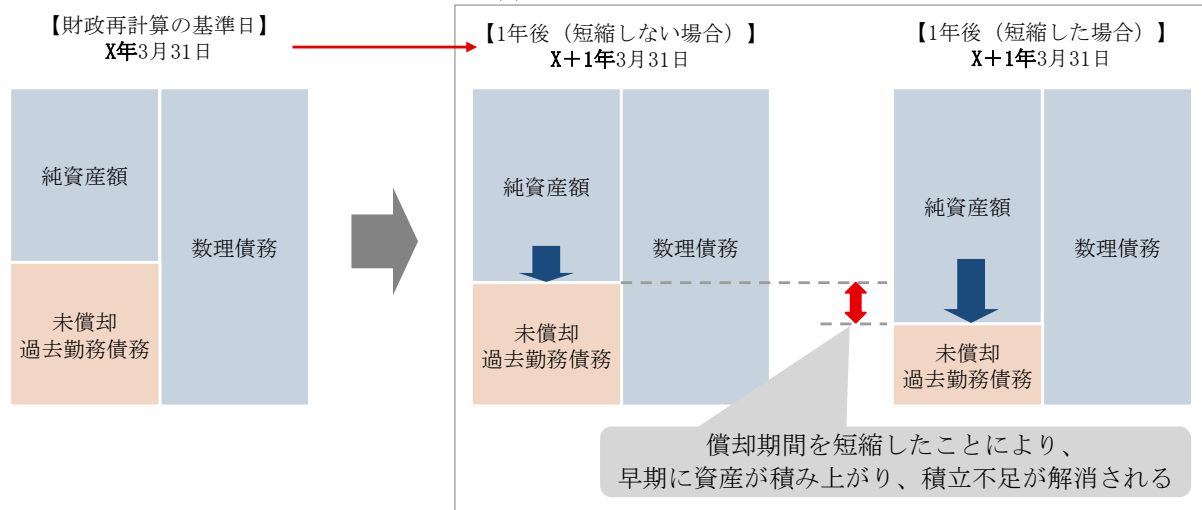 【財政再計算の基準日】
X年3月31日
純資産額
未償却
過去勤務債務
数理債務
【1年後（短縮しない場合）】
X＋1年3月31日
純資産額
未償却
過去勤務債務
数理債務
【1年後（短縮した場合）】
X＋1年3月31日
純資産額
未償却
過去勤務債務
数理債務
償却期間を短縮したことにより、
早期に資産が積み上がり、積立不足が解消される